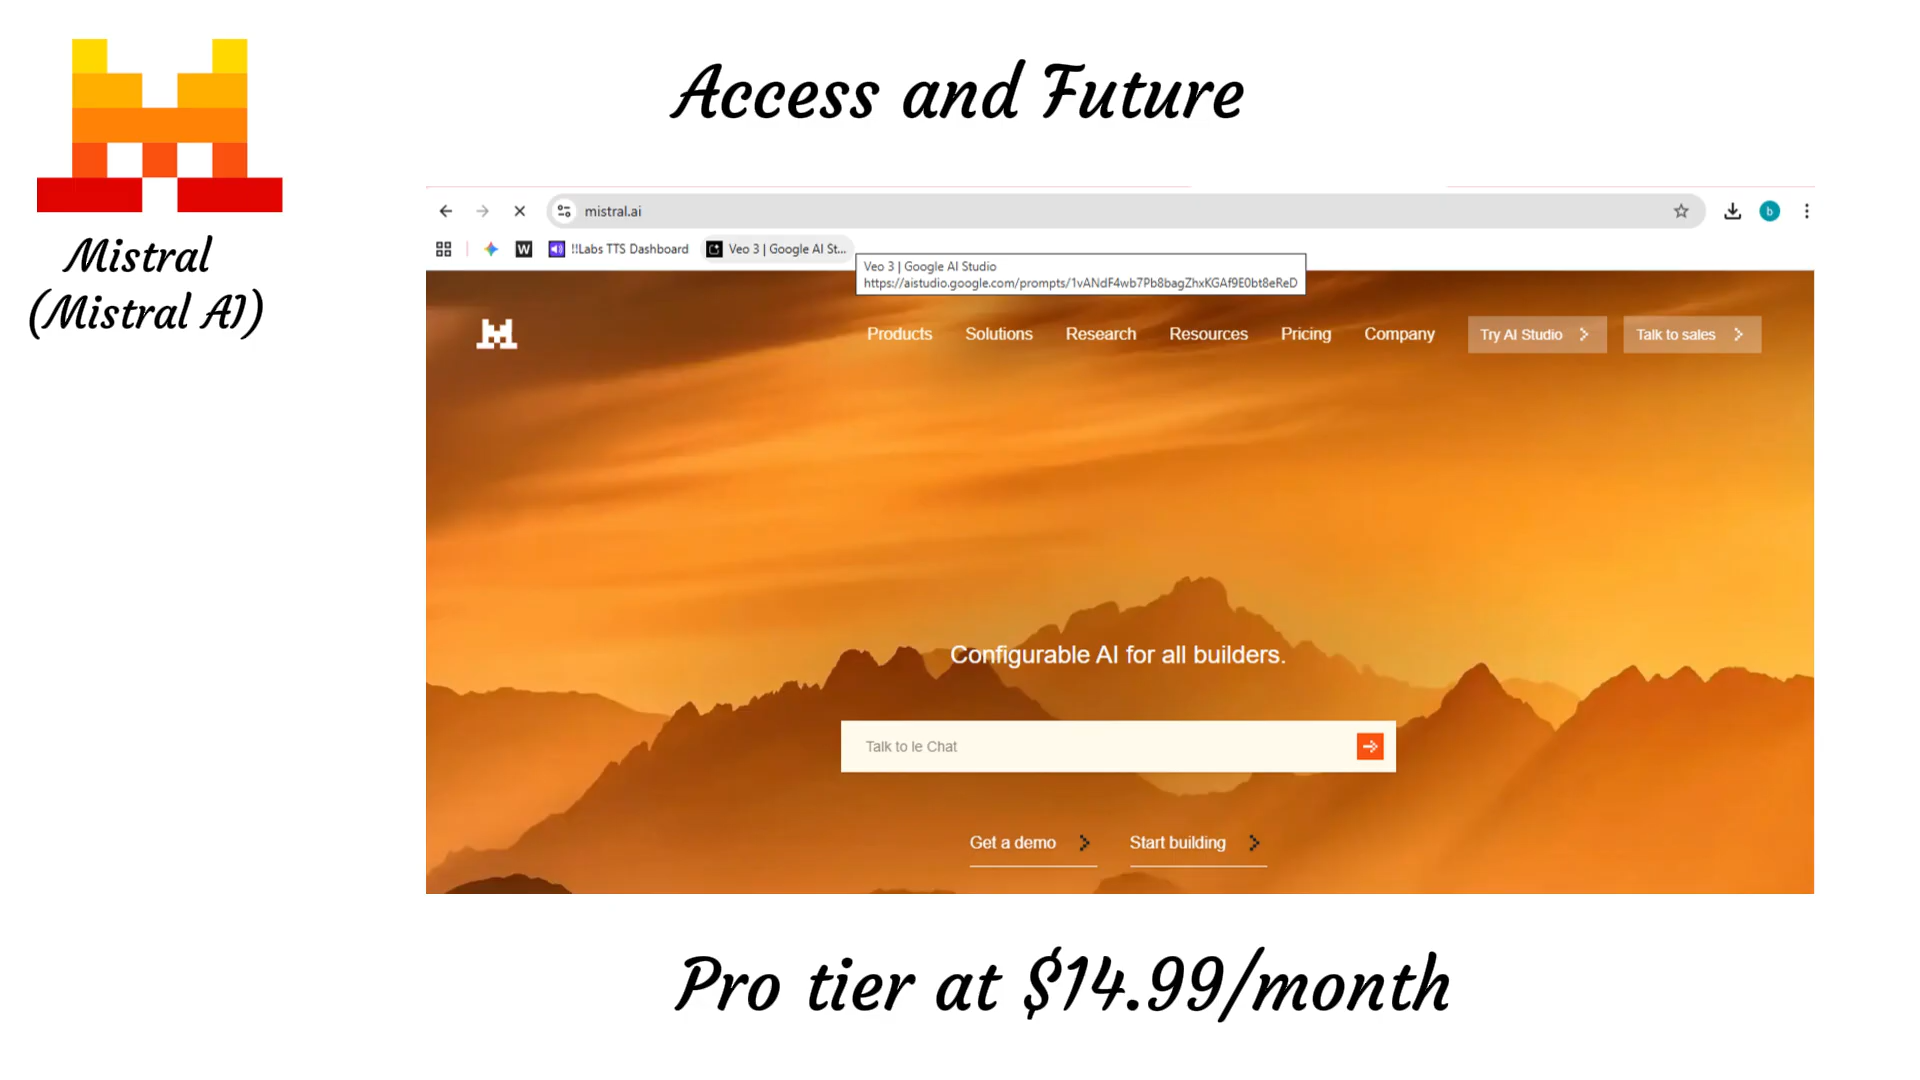 Access and Future
Mistral
(Mistral AI)
mistral.ai
b
W
!!Labs TTS Dashboard
Veo 3 | Google AI St...
Veo 3 | Google AI Studio
https://aistudio.google.com/prompts/1vANdF4wb7Pb8bagZhxKGAf9E0bt8eReD
Products Solutions Research Resources Pricing Company Try AI Studio Talk to sales
Configurable AI for all builders.
Talk to le Chat
Get a demo Start building
Pro tier at $14.99/month